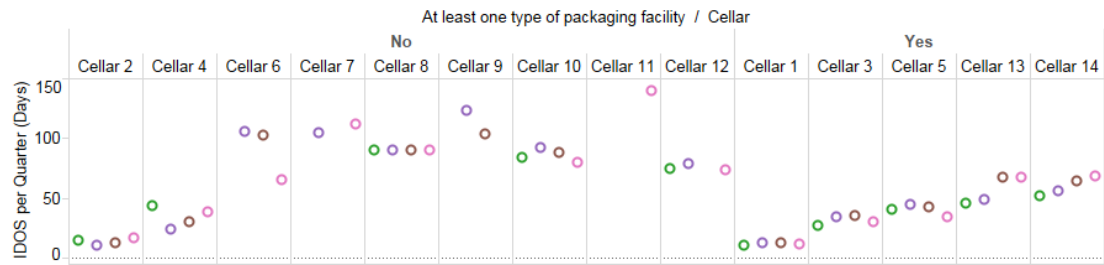 At least one type of packaging facility / Cellar
No
Yes
Cellar 2 Cellar 4 Cellar 6 Cellar 7 Cellar 8 Cellar 9 Cellar 10 Cellar 11 Cellar 12 Cellar 1 Cellar 3 Cellar 5 Cellar 13 Cellar 14
IDOS per Quarter (Days)
150
100
50
0